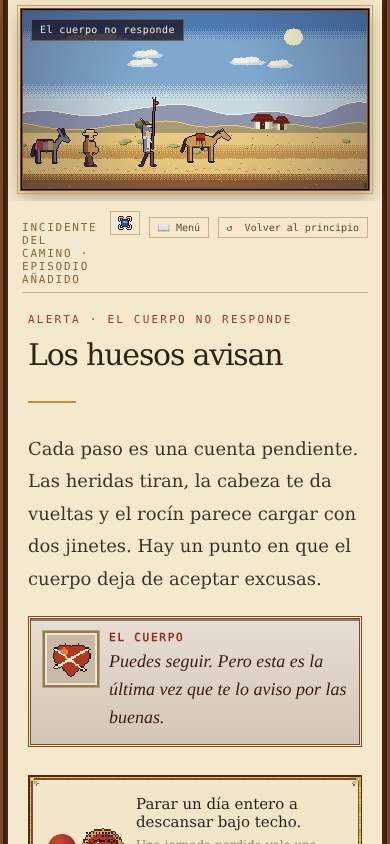 El cuerpo no responde
INCIDENTE
DEL
CAMINO ·
EPISODIO
AÑADIDO
Menú
↺ Volver al principio
ALERTA · EL CUERPO NO RESPONDE
Los huesos avisan
Cada paso es una cuenta pendiente.
Las heridas tiran, la cabeza te da
vueltas y el rocín parece cargar con
dos jinetes. Hay un punto en que el
cuerpo deja de aceptar excusas.
EL CUERPO
Puedes seguir. Pero esta es la
última vez que te lo aviso por las
buenas.
Parar un día entero a
descansar bajo techo.